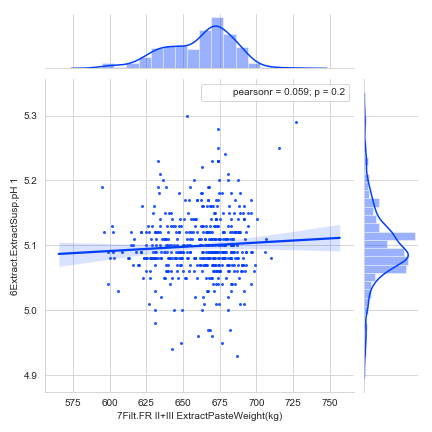 pearsonr = 0.059; p = 0.2
5.3
5.2
5.1
5.0
4.9
6Extract.ExtractSusp.pH 1
575 600 625 650 675 700 725 750
7Filt.FR II+III ExtractPasteWeight(kg)